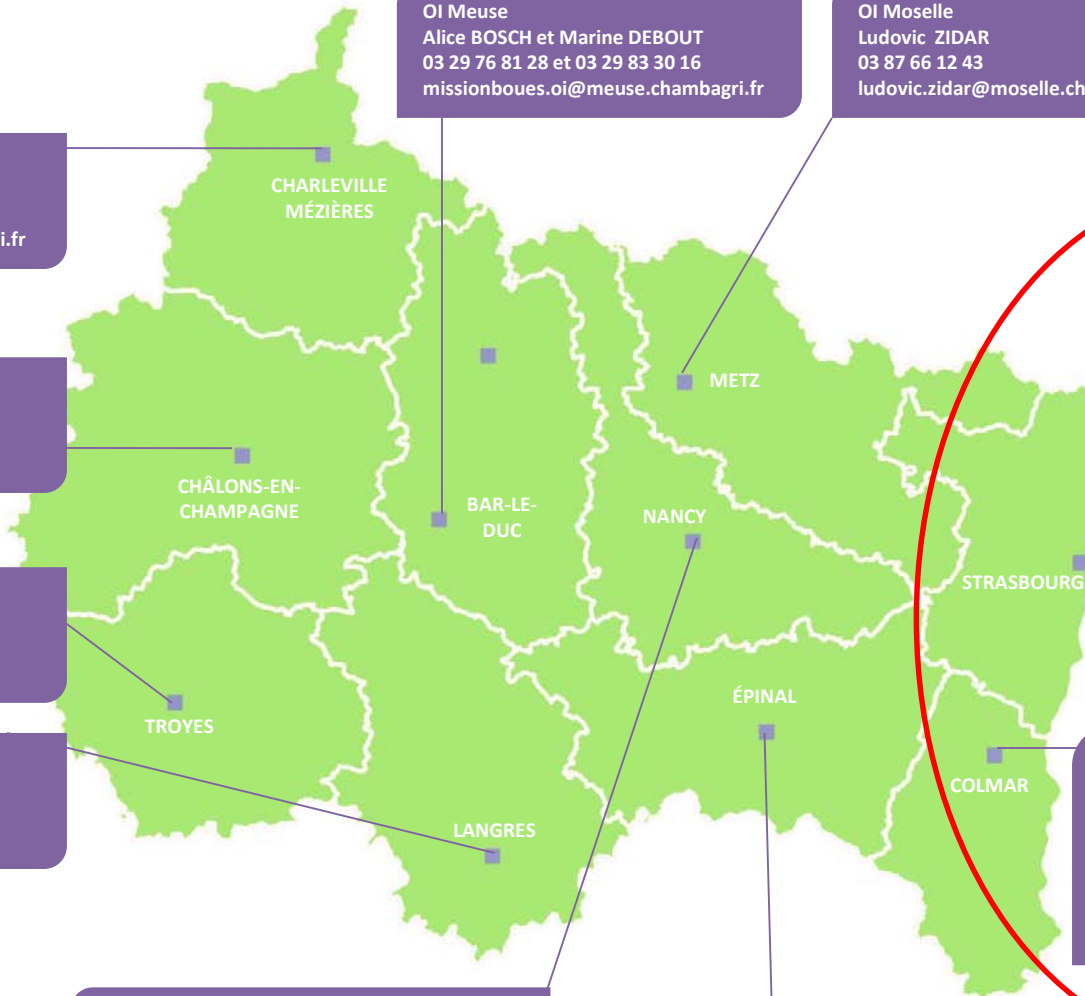 OI Meuse
Alice BOSCH et Marine DEBOUT
03 29 76 81 28 et 03 29 83 30 16
missionboues.oi@meuse.chambagri.fr
OI Moselle
Ludovic ZIDAR
03 87 66 12 43
ludovic.zidar@moselle.ch
i.fr
CHARLEVILLE
MÉZIÈRES
METZ
CHÂLONS-EN-
CHAMPAGNE
BAR-LE-
DUC
NANCY
STRASBOURG
TROYES
ÉPINAL
COLMAR
LANGRES